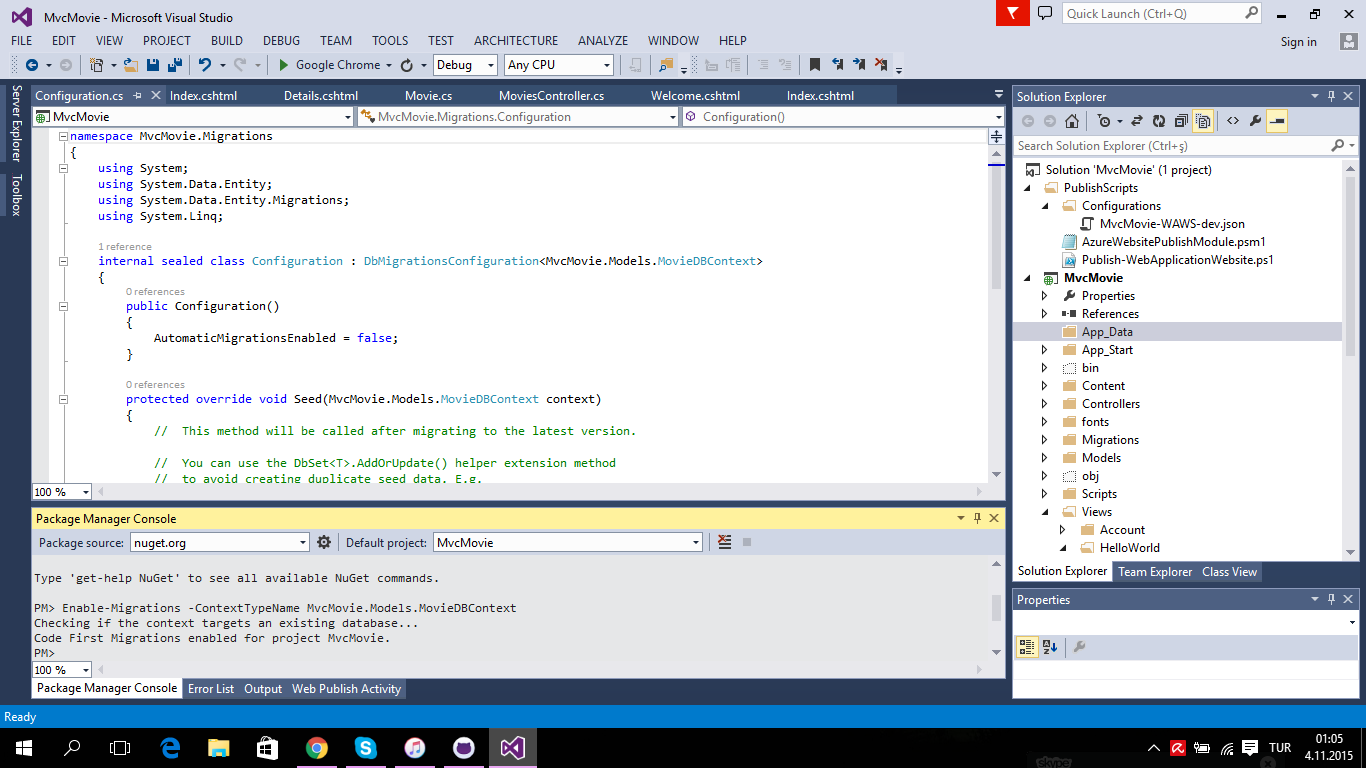 MvcMovie - Microsoft Visual Studio
Quick Launch (Ctrl+Q)
FILE EDIT VIEW PROJECT BUILD DEBUG TEAM TOOLS TEST ARCHITECTURE ANALYZE WINDOW HELP
Sign in
Google Chrome Debug Any CPU
Server Explorer
Toolbox
Configuration.cs Index.cshtml Details.cshtml Movie.cs MoviesController.cs Welcome.cshtml Index.cshtml
MvcMovie MvcMovie.Migrations.Configuration Configuration()
namespace MvcMovie.Migrations
{
using System;
using System.Data.Entity;
using System.Data.Entity.Migrations;
using System.Linq;
1 reference
internal sealed class Configuration : DbMigrationsConfiguration<MvcMovie.Models.MovieDBContext>
{
0 references
public Configuration()
{
AutomaticMigrationsEnabled = false;
}
0 references
protected override void Seed(MvcMovie.Models.MovieDBContext context)
{
// This method will be called after migrating to the latest version.
// You can use the DbSet<T>.AddOrUpdate() helper extension method
// to avoid creating duplicate seed data. E.g.
100 %
Package Manager Console
Package source: nuget.org Default project: MvcMovie
Type 'get-help NuGet' to see all available NuGet commands.
PM> Enable-Migrations -ContextTypeName MvcMovie.Models.MovieDBContext
Checking if the context targets an existing database...
Code First Migrations enabled for project MvcMovie.
PM>
100 %
Package Manager Console Error List Output Web Publish Activity
Solution Explorer
Search Solution Explorer (Ctrl+ş)
Solution 'MvcMovie' (1 project)
PublishScripts
Configurations
MvcMovie-WAWS-dev.json
AzureWebsitePublishModule.psm1
Publish-WebApplicationWebsite.ps1
MvcMovie
Properties
References
App_Data
App_Start
bin
Content
Controllers
fonts
Migrations
Models
obj
Scripts
Views
Account
HelloWorld
Solution Explorer Team Explorer Class View
Properties
Ready
TUR
01:05
4.11.2015
skype